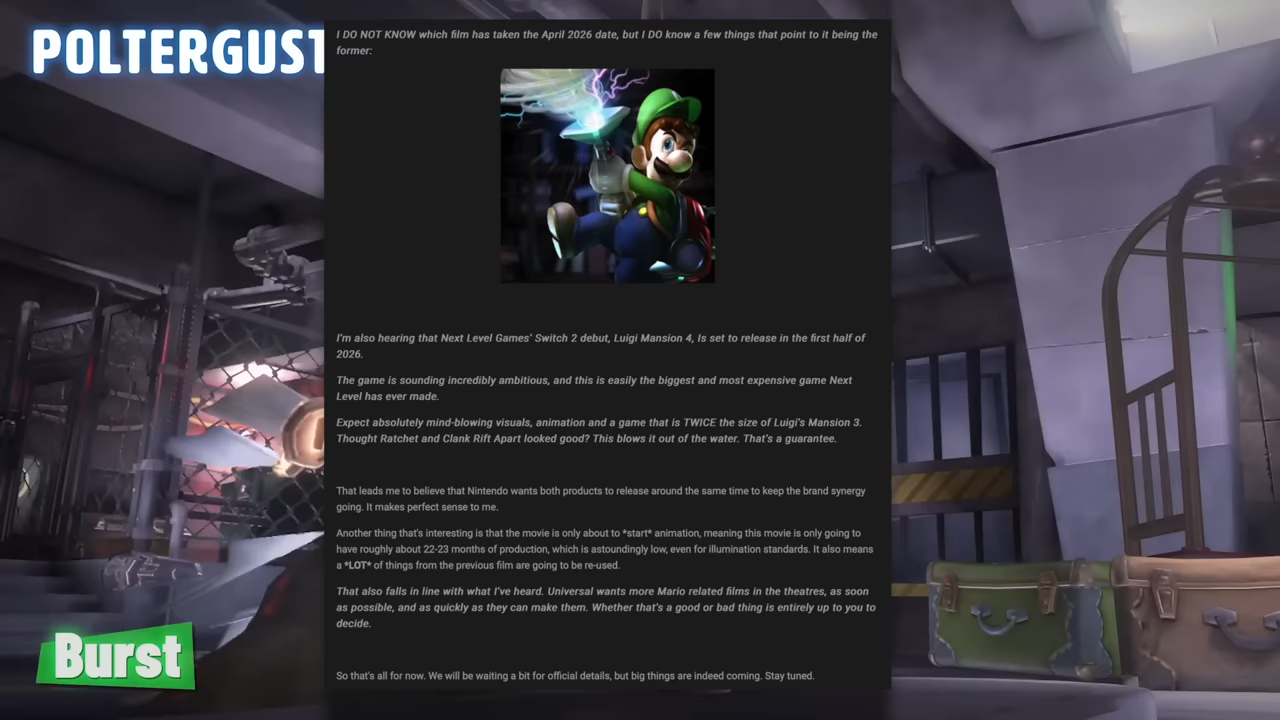 POLTERGUST
I DO NOT KNOW which film has taken the April 2026 date, but I DO know a few things that point to it being the
former:
I'm also hearing that Next Level Games' Switch 2 debut, Luigi Mansion 4, Is set to release in the first half of
2026.
The game is sounding incredibly ambitious, and this is easily the biggest and most expensive game Next
Level has ever made.
Expect absolutely mind-blowing visuals, animation and a game that is TWICE the size of Luigi's Mansion 3.
Thought Ratchet and Clank Rift Apart looked good? This blows it out of the water. That's a guarantee.
That leads me to believe that Nintendo wants both products to release around the same time to keep the brand synergy
going. It makes perfect sense to me.
Another thing that's interesting is that the movie is only about to *start* animation, meaning this movie is only going to
have roughly about 22-23 months of production, which is astoundingly low, even for illumination standards. It also means
a *LOT* of things from the previous film are going to be re-used.
That also falls in line with what I've heard. Universal wants more Mario related films in the theatres, as soon
as possible, and as quickly as they can make them. Whether that's a good or bad thing is entirely up to you to
decide.
So that's all for now. We will be waiting a bit for official details, but big things are indeed coming. Stay tuned.
Burst